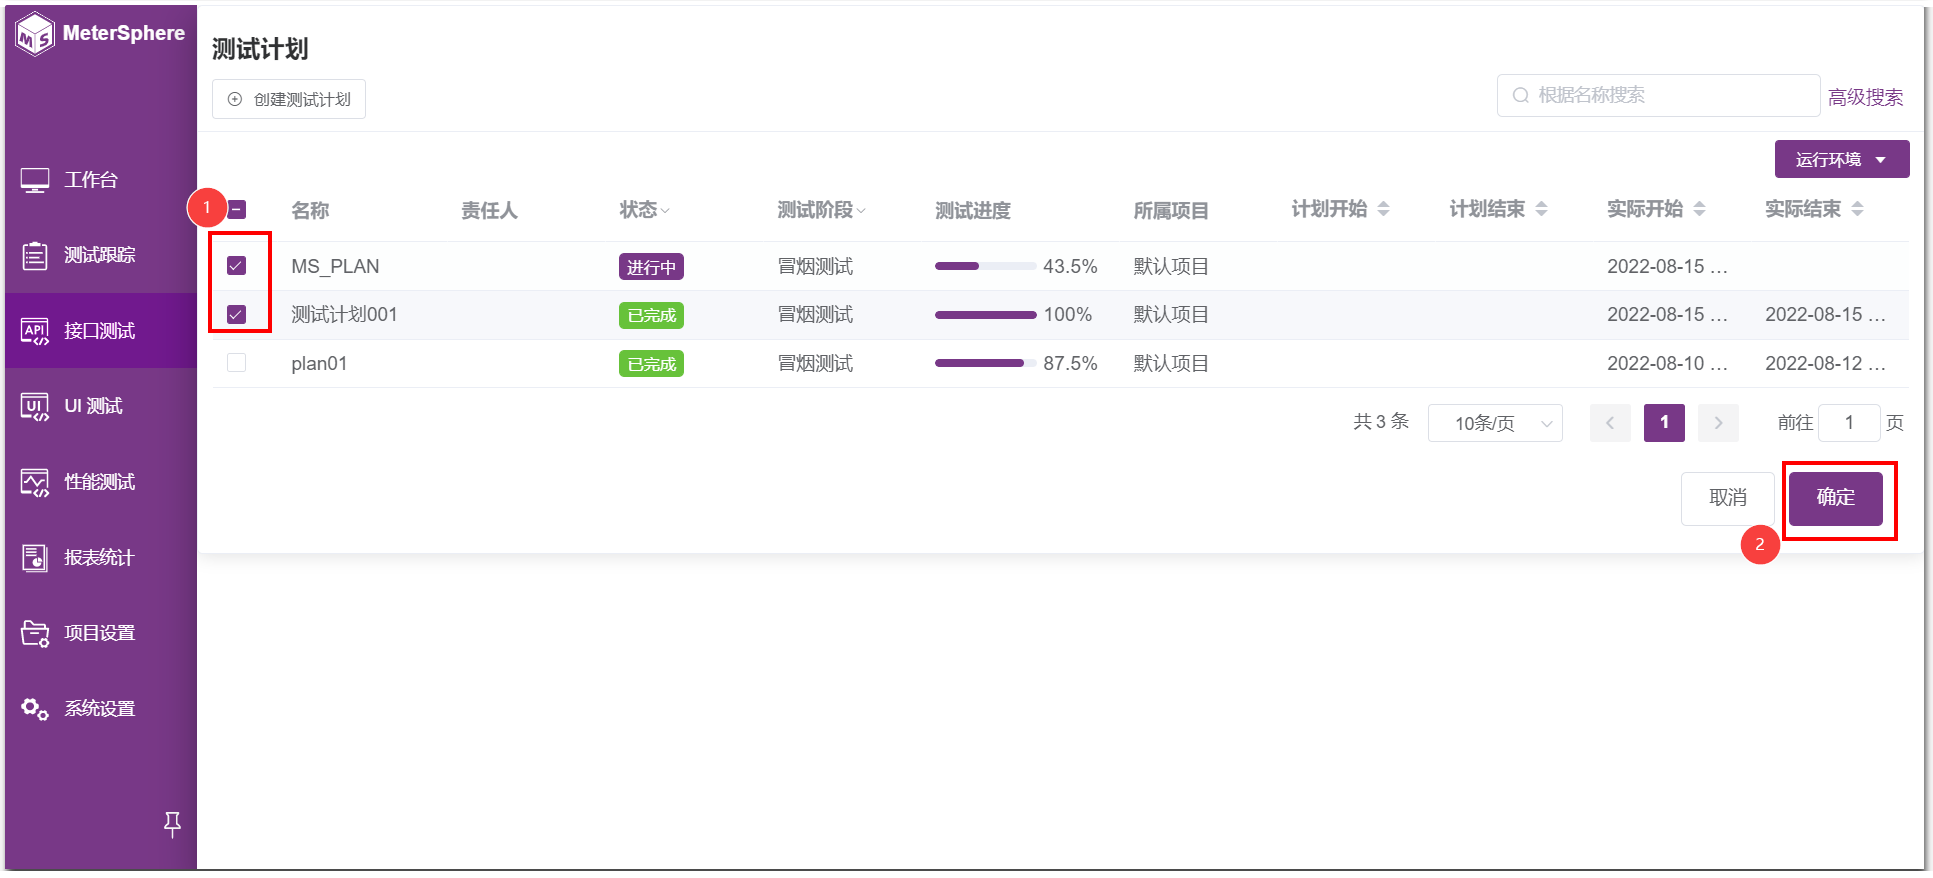 MeterSphere
测试计划
创建测试计划
根据名称搜索
高级搜索
运行环境
工作台
测试跟踪
接口测试
UI 测试
性能测试
报表统计
项目设置
系统设置
1
名称 责任人 状态 测试阶段 测试进度 所属项目 计划开始 计划结束 实际开始 实际结束
MS_PLAN 进行中 冒烟测试 43.5% 默认项目 2022-08-15 ...
测试计划001 已完成 冒烟测试 100% 默认项目 2022-08-15 ... 2022-08-15 ...
plan01 已完成 冒烟测试 87.5% 默认项目 2022-08-10 ... 2022-08-12 ...
共 3 条 10条/页 1 前往 1 页
取消 确定
2